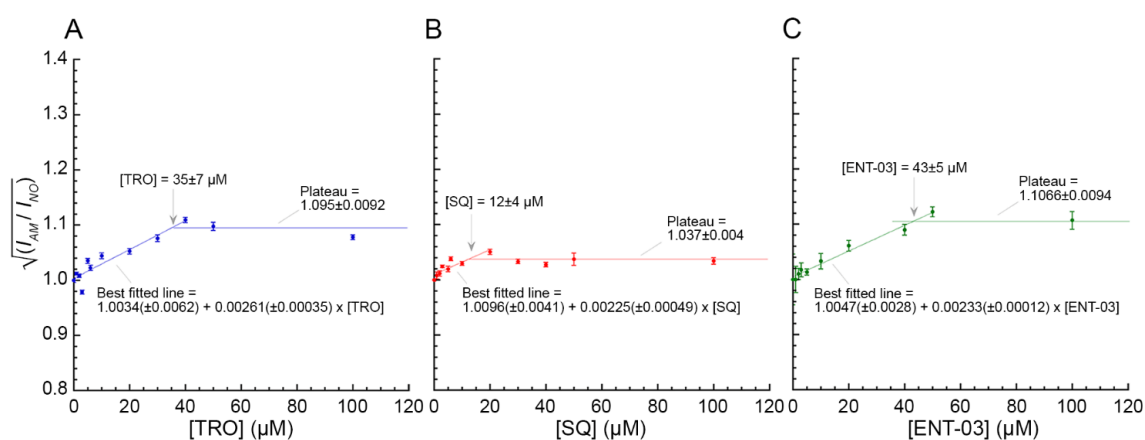 A
B
C
1.4
1.3
1.2
1.1
1.0
0.9
0.8
√(I_AM / I_NO)
[TRO] = 35±7 µM
Plateau =
1.095±0.0092
Best fitted line =
1.0034(±0.0062) + 0.00261(±0.00035) x [TRO]
0 20 40 60 80 100 120
[TRO] (µM)
[SQ] = 12±4 µM
Plateau =
1.037±0.004
Best fitted line =
1.0096(±0.0041) + 0.00225(±0.00049) x [SQ]
0 20 40 60 80 100 120
[SQ] (µM)
[ENT-03] = 43±5 µM
Plateau =
1.1066±0.0094
Best fitted line =
1.0047(±0.0028) + 0.00233(±0.00012) x [ENT-03]
0 20 40 60 80 100 120
[ENT-03] (µM)